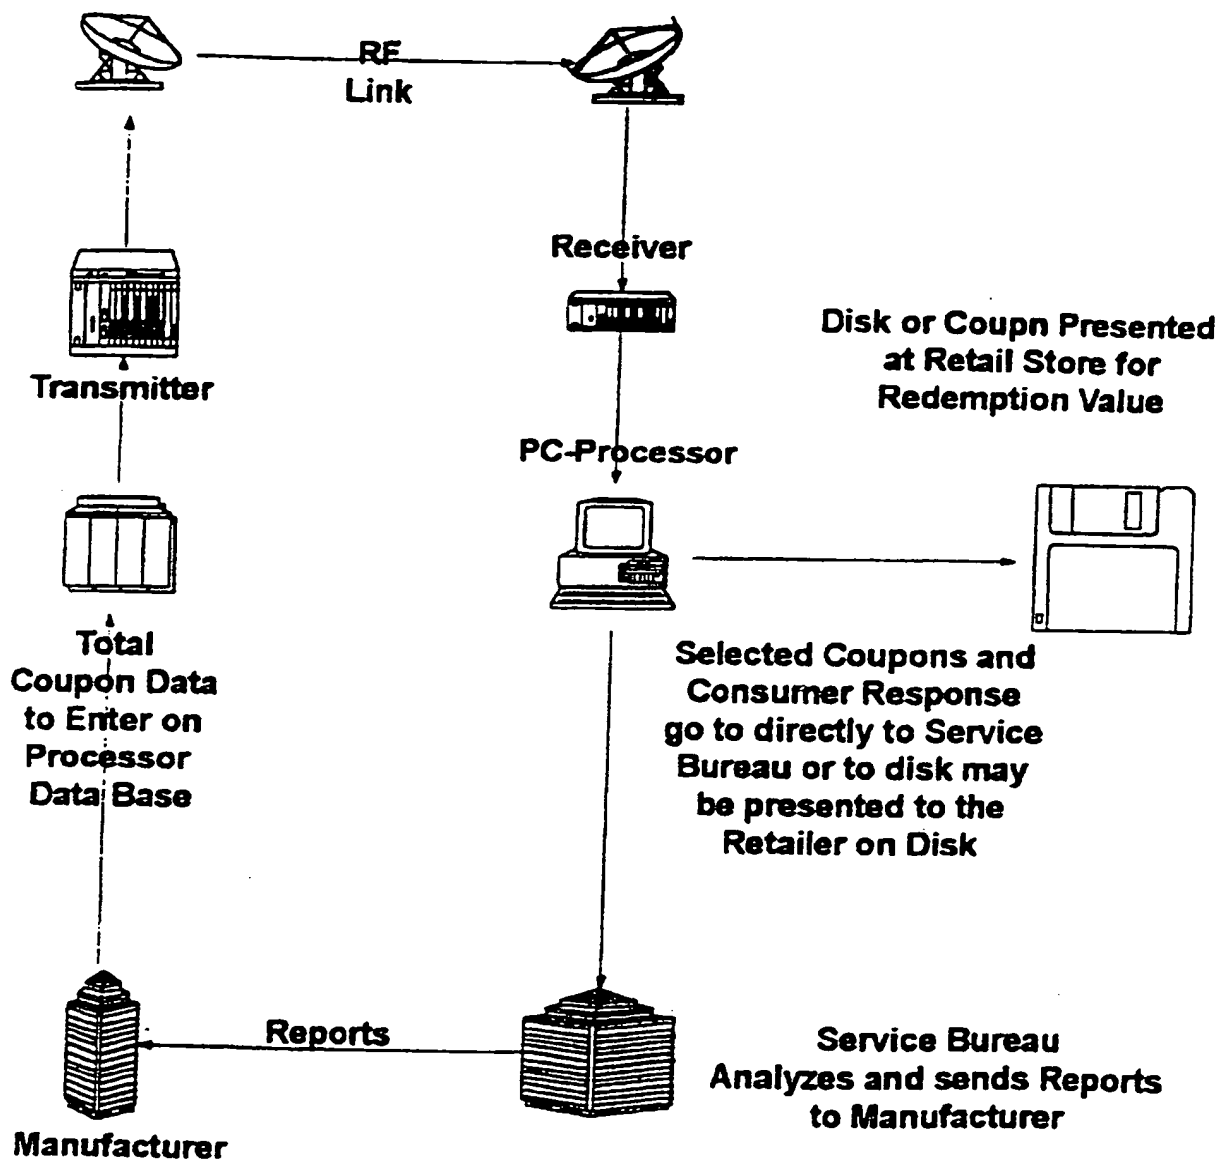 RF
Link
Receiver
Disk or Coupn Presented
at Retail Store for
Redemption Value
Transmitter
PC-Processor
Total
Coupon Data
to Enter on
Processor
Data Base
Selected Coupons and
Consumer Response
go to directly to Service
Bureau or to disk may
be presented to the
Retailer on Disk
Reports
Service Bureau
Analyzes and sends Reports
to Manufacturer
Manufacturer